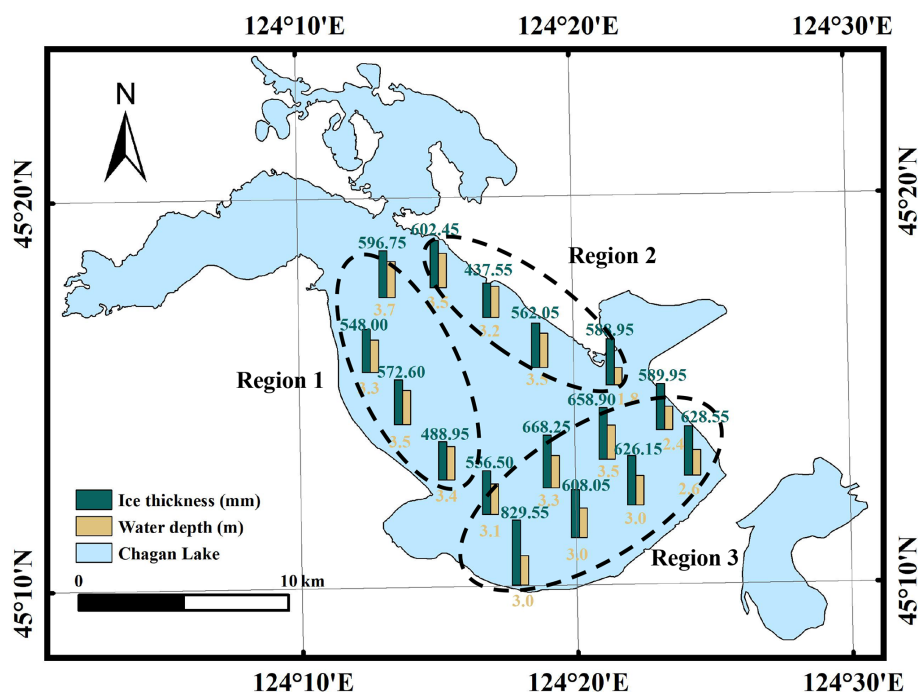 124°10'E
124°20'E
124°30'E
N
45°20'N
45°20'N
602.45
596.75
Region 2
437.55
3.5
3.7
562.05
3.2
548.00
588.95
3.3
Region 1
572.60
3.5
1.8
589.95
658.90
3.5
668.25
628.55
488.95
2.4
626.15
556.50
3.5
3.4
3.3
2.6
608.05
Ice thickness (mm)
3.1
3.0
829.55
Water depth (m)
Chagan Lake
3.0
Region 3
0
10 km
3.0
45°10'N
45°10'N
124°10'E
124°20'E
124°30'E